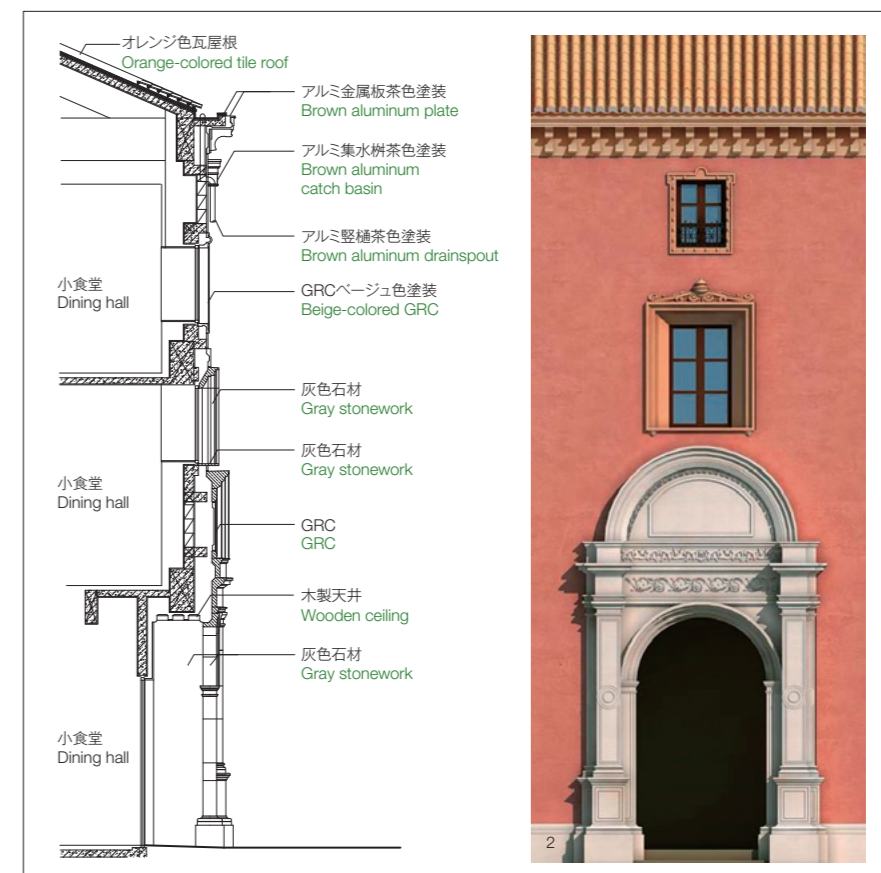 オレンジ色瓦屋根
Orange-colored tile roof
アルミ金属板茶色塗装
Brown aluminum plate
アルミ集水桝茶色塗装
Brown aluminum
catch basin
アルミ竪樋茶色塗装
Brown aluminum drainspout
小食堂
Dining hall
GRCベージュ色塗装
Beige-colored GRC
灰色石材
Gray stonework
灰色石材
Gray stonework
小食堂
Dining hall
GRC
GRC
木製天井
Wooden ceiling
灰色石材
Gray stonework
小食堂
Dining hall
2